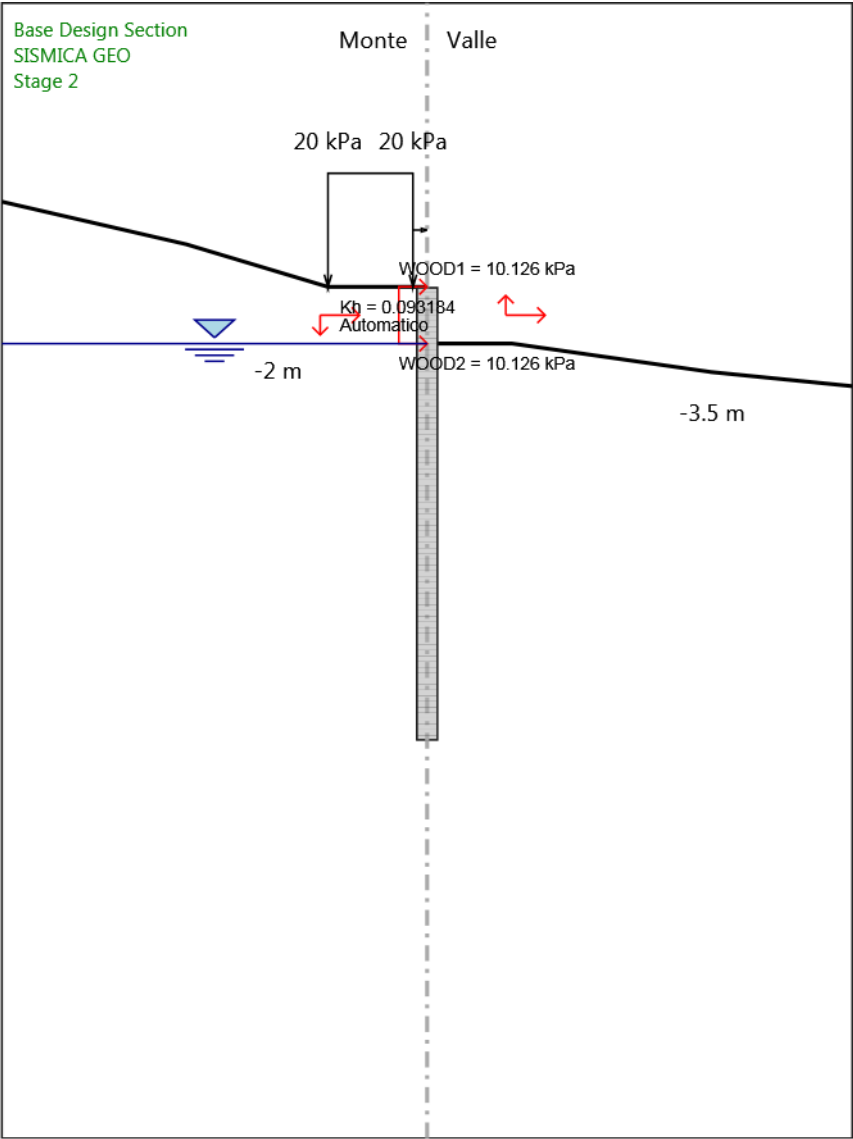 Base Design Section
SISMICA GEO
Stage 2
Monte
Valle
20 kPa
20 kPa
WOOD1 = 10.126 kPa
Kh = 0.093184
Automatico
WOOD2 = 10.126 kPa
-2 m
-3.5 m